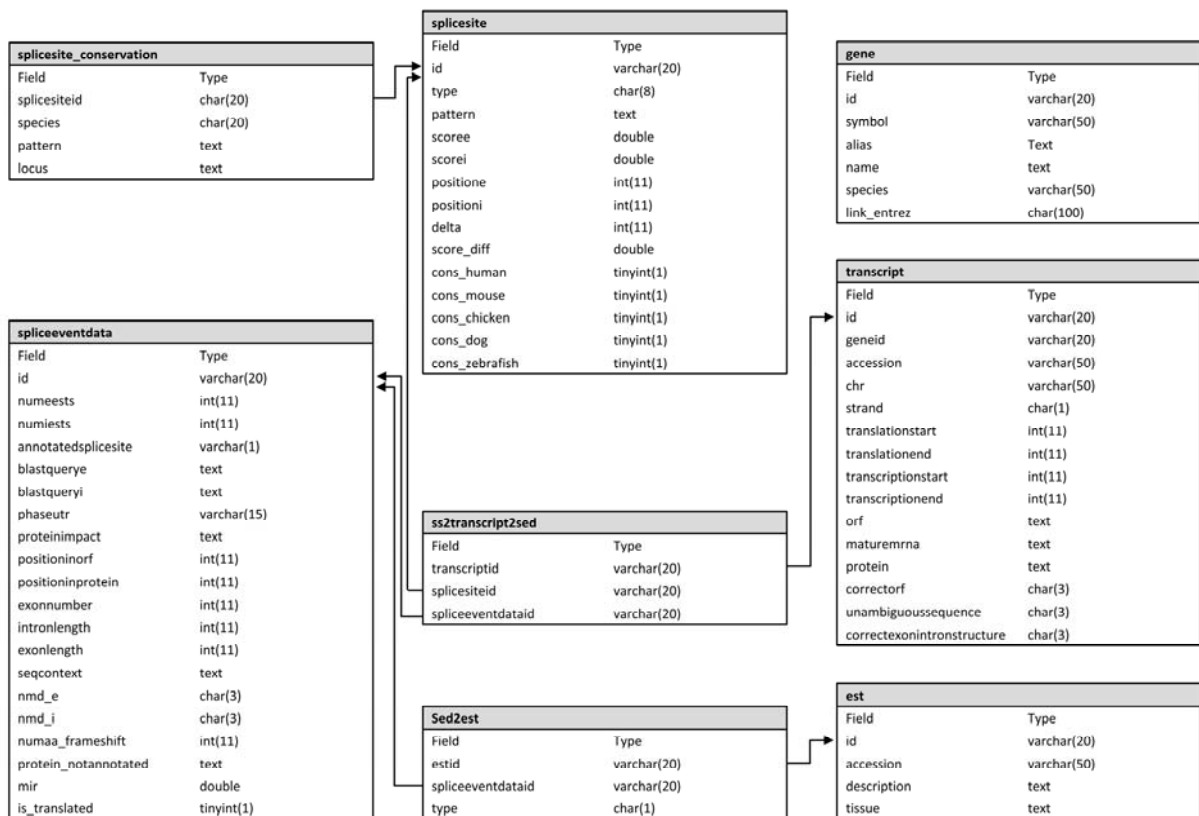 splicesite_conservation
Field Type
splicesiteid char(20)
species char(20)
pattern text
locus text
spliceeventdata
Field Type
id varchar(20)
numeests int(11)
numiests int(11)
annotatedsplicesite varchar(1)
blastquerye text
blastqueryi text
phaseutr varchar(15)
proteinimpact text
positioninorf int(11)
positioninprotein int(11)
exonnumber int(11)
intronlength int(11)
exonlength int(11)
seqcontext text
nmd_e char(3)
nmd_i char(3)
numaa_frameshift int(11)
protein_notannotated text
mir double
is_translated tinyint(1)
splicesite
Field Type
id varchar(20)
type char(8)
pattern text
scoree double
scorei double
positione int(11)
positioni int(11)
delta int(11)
score_diff double
cons_human tinyint(1)
cons_mouse tinyint(1)
cons_chicken tinyint(1)
cons_dog tinyint(1)
cons_zebrafish tinyint(1)
ss2transcript2sed
Field Type
transcriptid varchar(20)
splicesiteid varchar(20)
spliceeventdataid varchar(20)
Sed2est
Field Type
estid varchar(20)
spliceeventdataid varchar(20)
type char(1)
gene
Field Type
id varchar(20)
symbol varchar(50)
alias Text
name text
species varchar(50)
link_entrez char(100)
transcript
Field Type
id varchar(20)
geneid varchar(20)
accession varchar(50)
chr varchar(50)
strand char(1)
translationstart int(11)
translationend int(11)
transcriptionstart int(11)
transcriptionend int(11)
orf text
maturemrna text
protein text
correctorf char(3)
unambiguoussequence char(3)
correctexonintronstructure char(3)
est
Field Type
id varchar(20)
accession varchar(50)
description text
tissue text